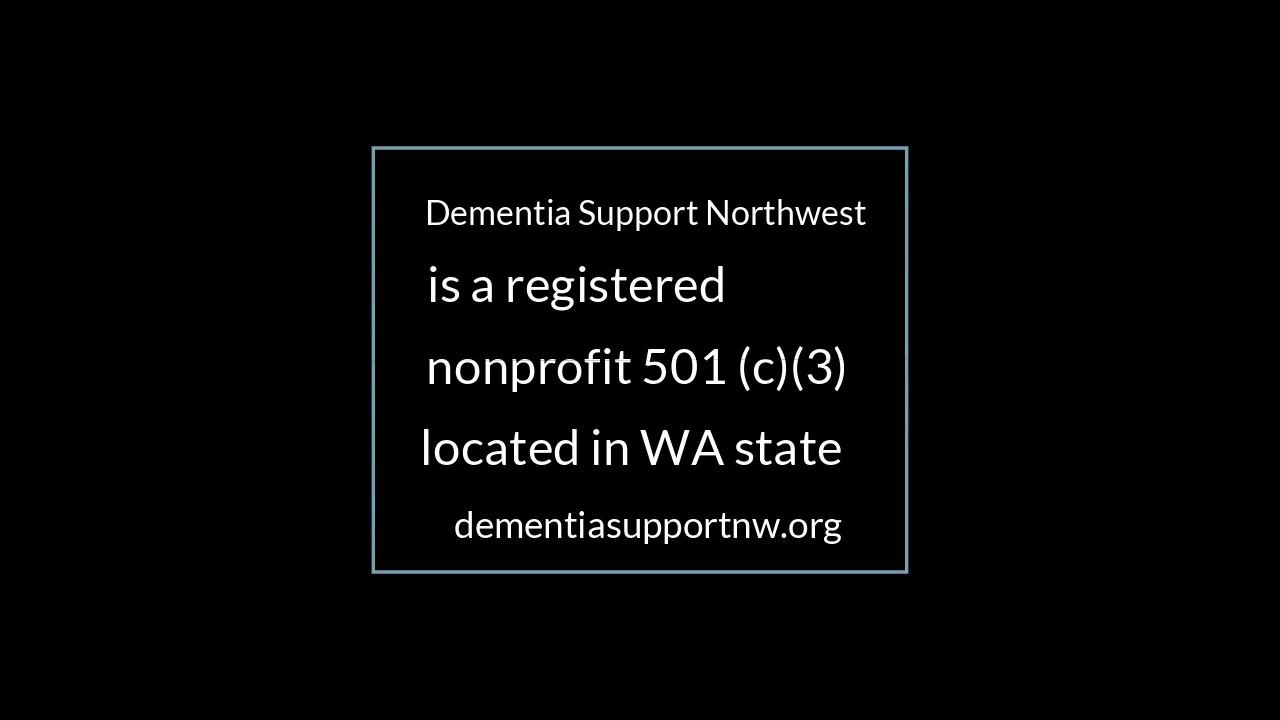 Dementia Support Northwest
is a registered
nonprofit 501 (c)(3)
located in WA state
dementiasupportnw.org